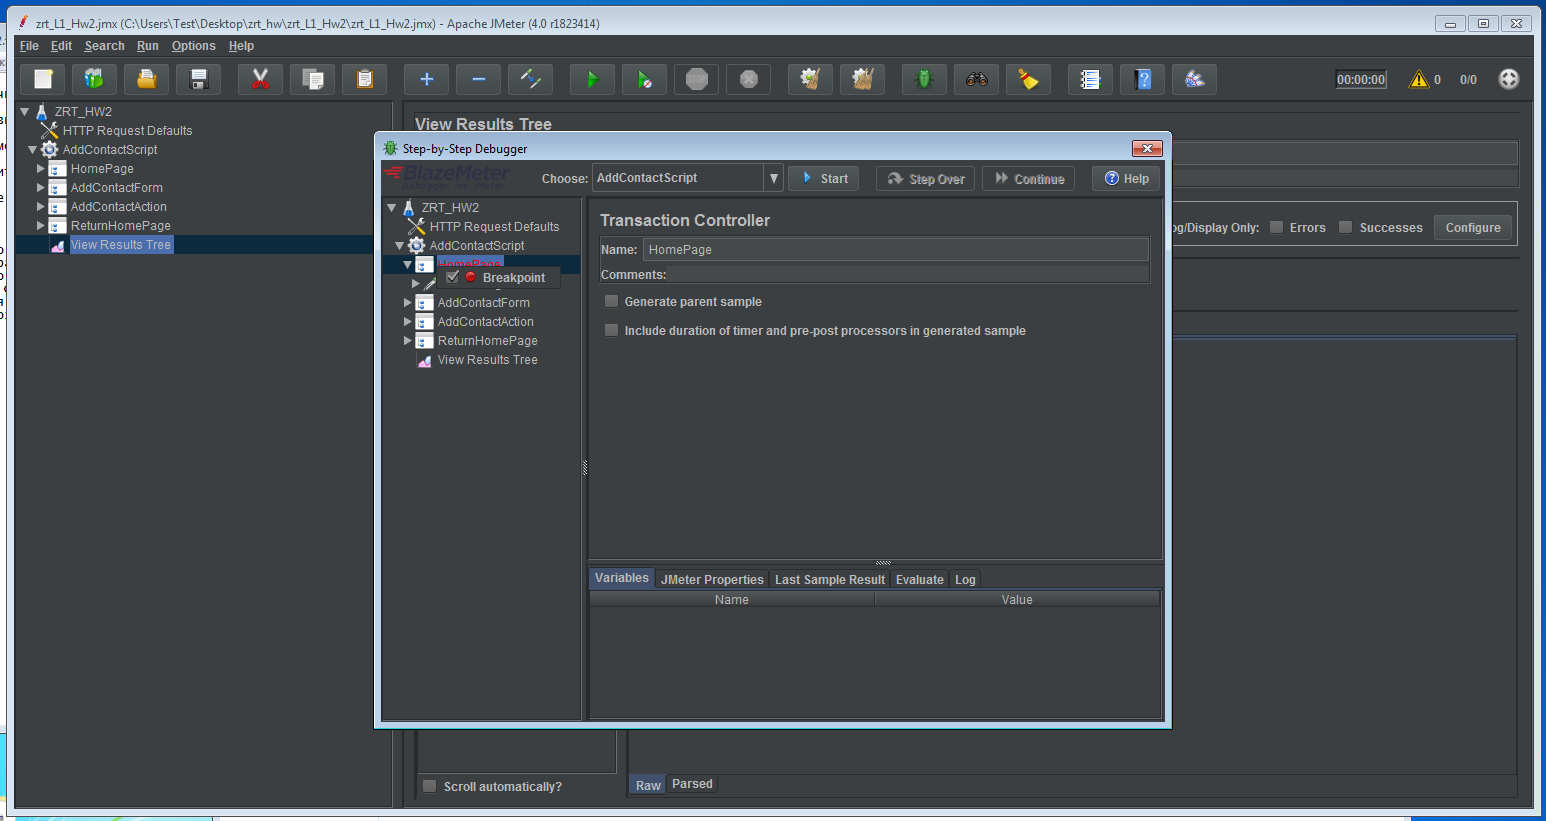 zrt_L1_Hw2.jmx (C:\Users\Test\Desktop\zrt_hw\zrt_L1_Hw2\zrt_L1_Hw2.jmx) - Apache JMeter (4.0 r1823414)
File Edit Search Run Options Help
00:00:00 0 0/0
ZRT_HW2
HTTP Request Defaults
AddContactScript
HomePage
AddContactForm
AddContactAction
ReturnHomePage
View Results Tree
View Results Tree
g/Display Only: Errors Successes Configure
Scroll automatically?
Raw Parsed
Step-by-Step Debugger
BlazeMeter
Debugger for JMeter
Choose: AddContactScript Start Step Over Continue Help
ZRT_HW2
HTTP Request Defaults
AddContactScript
HomePage
Breakpoint
AddContactForm
AddContactAction
ReturnHomePage
View Results Tree
Transaction Controller
Name: HomePage
Comments:
Generate parent sample
Include duration of timer and pre-post processors in generated sample
Variables JMeter Properties Last Sample Result Evaluate Log
Name Value